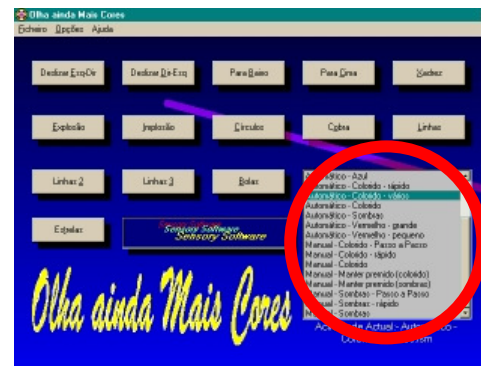 Olha ainda Mais Cores
Ficheiro Opções Ajuda
Deslizar Esq-Dir
Deslizar Dir-Esq
Para Baixo
Para Cima
Xadrez
Explosão
Implosão
Círculos
Cobra
Linhas
Linhas 2
Linhas 3
Bolas
Estrelas
Sensory Software
Sensory Software
Automático - Azul
Automático - Colorido - rápido
Automático - Colorido - vários
Automático - Colorido
Automático - Sombras
Automático - Vermelho - grande
Automático - Vermelho - pequeno
Manual - Colorido - Passo a Passo
Manual - Colorido - rápido
Manual - Colorido
Manual - Manter premido (colorido)
Manual - Manter premido (sombras)
Manual - Sombras - Passo a Passo
Manual - Sombras - rápido
Manual - Sombras
Olha ainda Mais Cores
Actual - Automático -